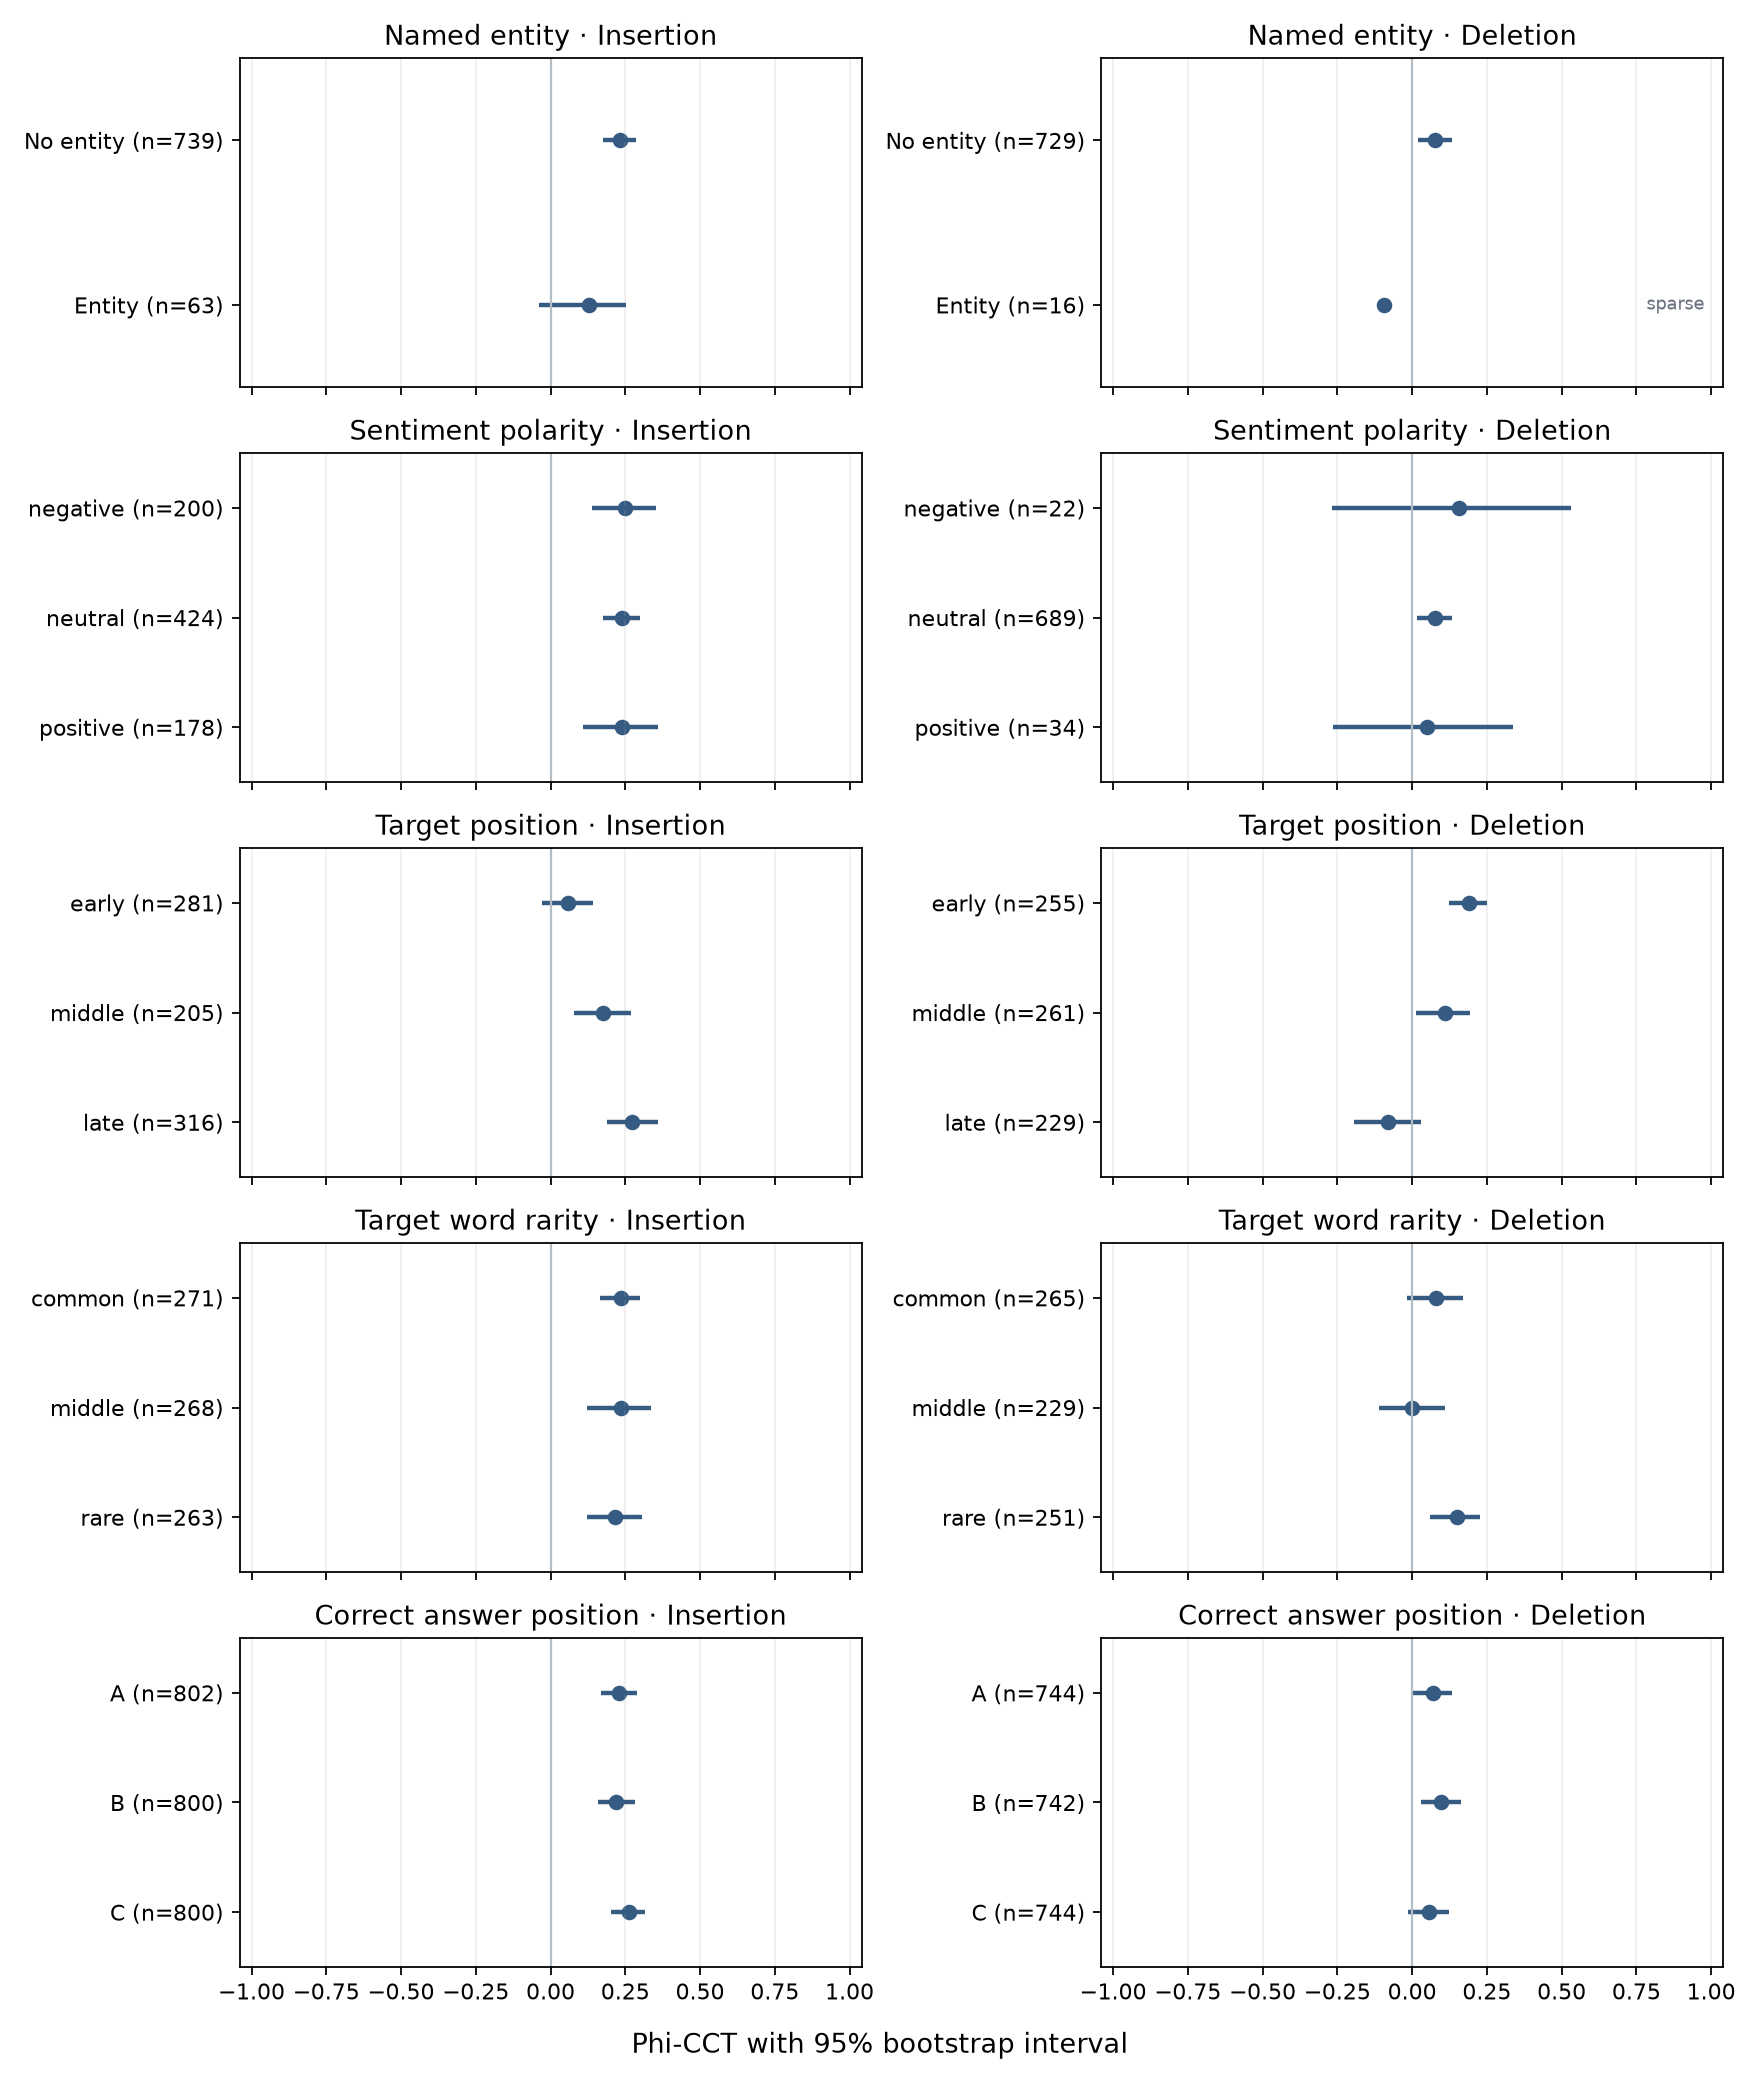 Named entity · Insertion
No entity (n=739)
Entity (n=63)
Named entity · Deletion
No entity (n=729)
Entity (n=16)
sparse
Sentiment polarity · Insertion
negative (n=200)
neutral (n=424)
positive (n=178)
Sentiment polarity · Deletion
negative (n=22)
neutral (n=689)
positive (n=34)
Target position · Insertion
early (n=281)
middle (n=205)
late (n=316)
Target position · Deletion
early (n=255)
middle (n=261)
late (n=229)
Target word rarity · Insertion
common (n=271)
middle (n=268)
rare (n=263)
Target word rarity · Deletion
common (n=265)
middle (n=229)
rare (n=251)
Correct answer position · Insertion
A (n=802)
B (n=800)
C (n=800)
−1.00 −0.75 −0.50 −0.25 0.00 0.25 0.50 0.75 1.00
Correct answer position · Deletion
A (n=744)
B (n=742)
C (n=744)
−1.00 −0.75 −0.50 −0.25 0.00 0.25 0.50 0.75 1.00
Phi-CCT with 95% bootstrap interval